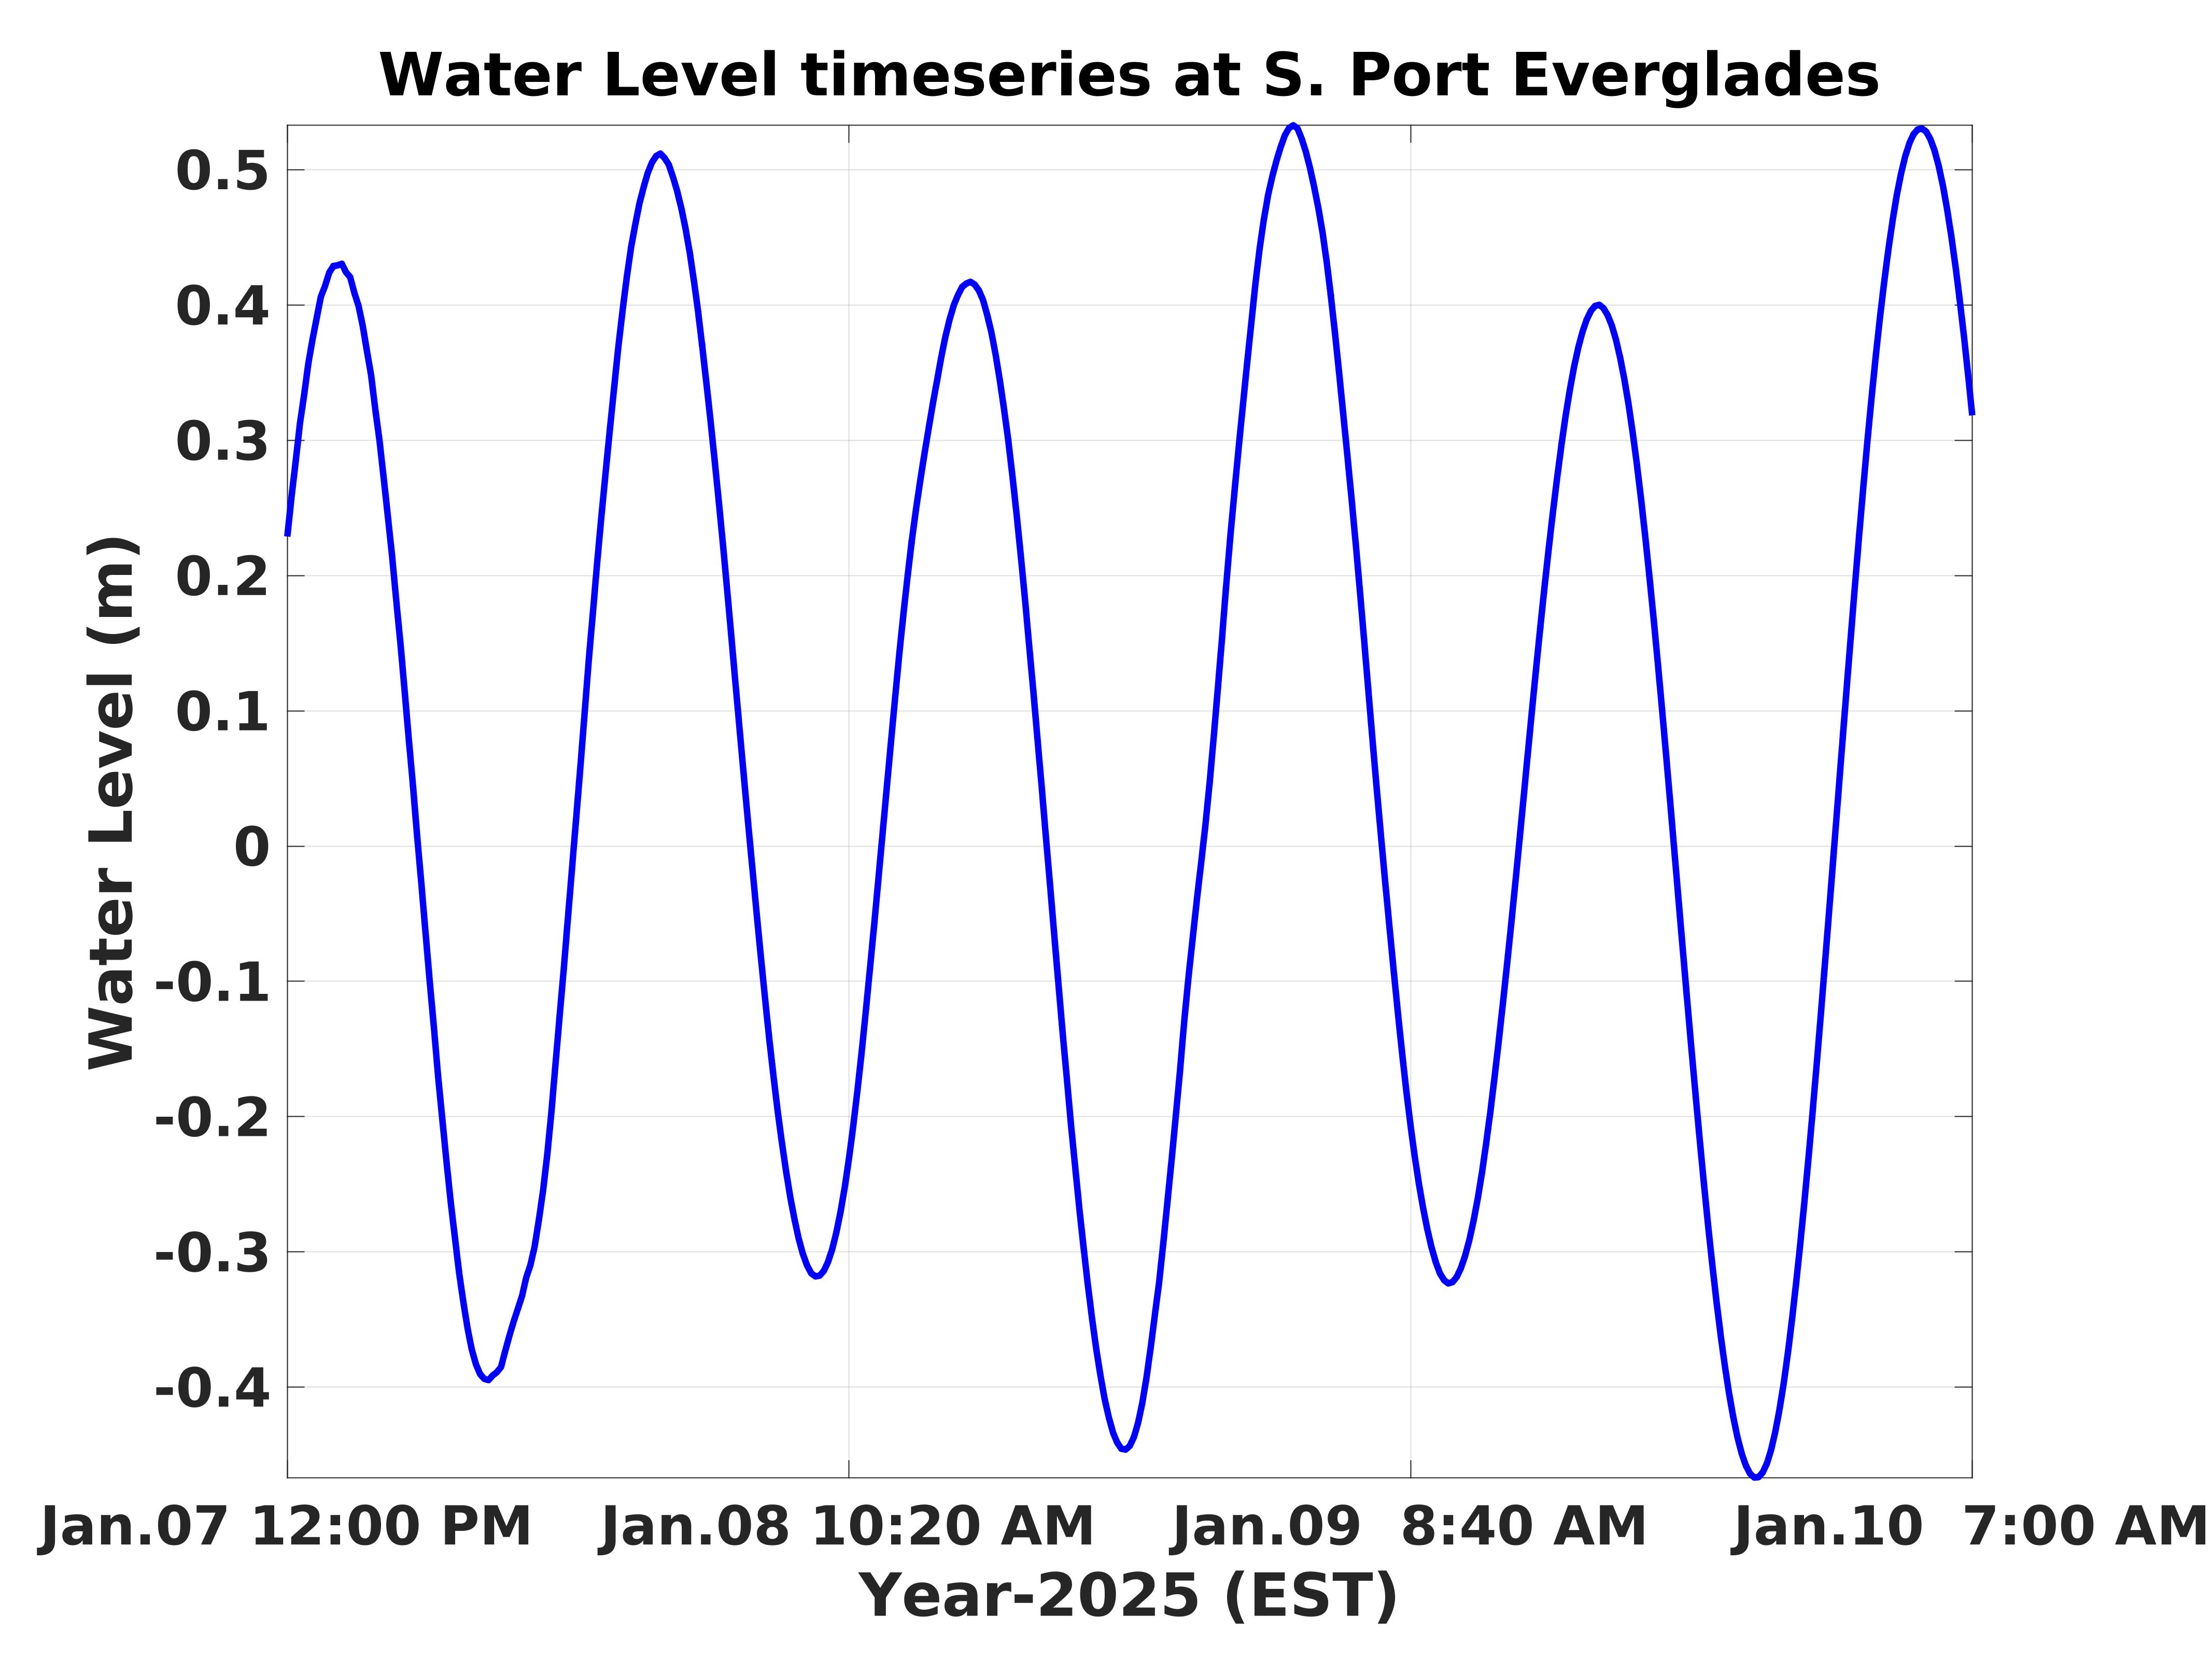 Water Level timeseries at S. Port Everglades
Water Level (m)
0.5
0.4
0.3
0.2
0.1
0
-0.1
-0.2
-0.3
-0.4
Jan.07 12:00 PM Jan.08 10:20 AM Jan.09 8:40 AM Jan.10 7:00 AM
Year-2025 (EST)